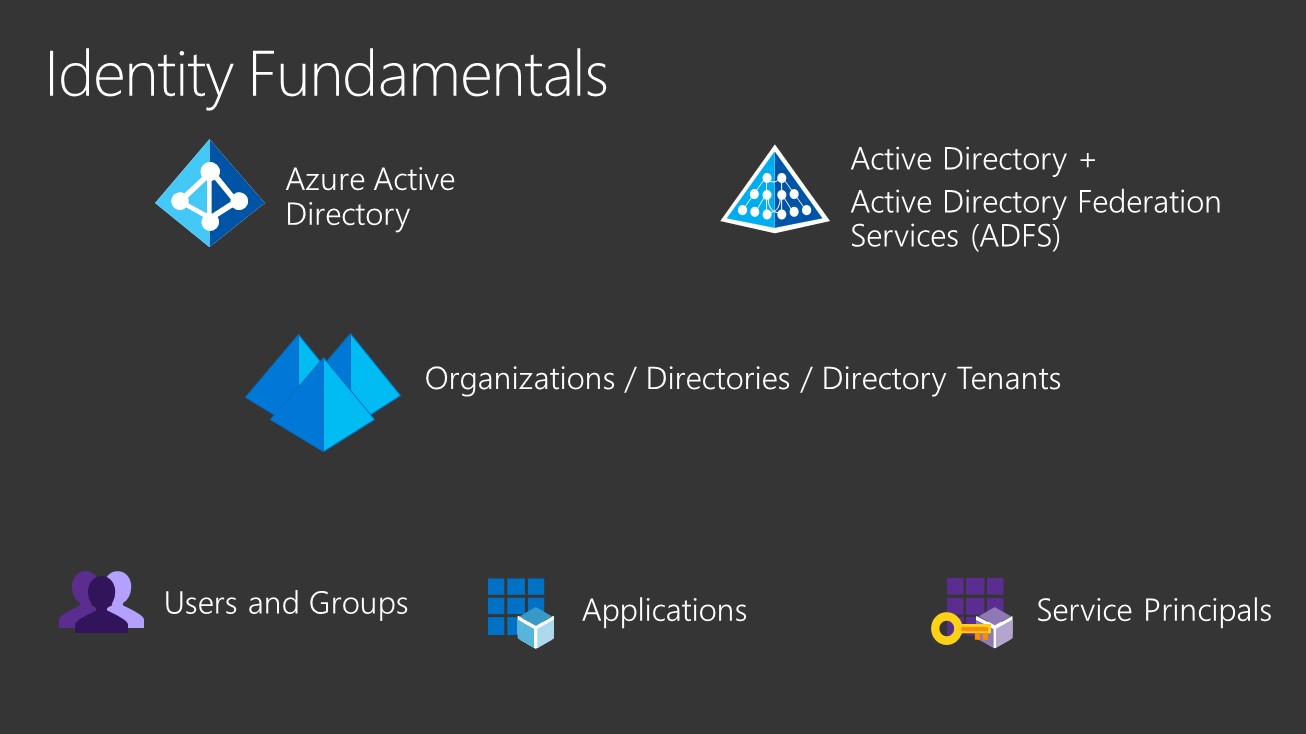 Identity Fundamentals
Azure Active
Directory
Active Directory +
Active Directory Federation
Services (ADFS)
Organizations / Directories / Directory Tenants
Users and Groups
Applications
Service Principals